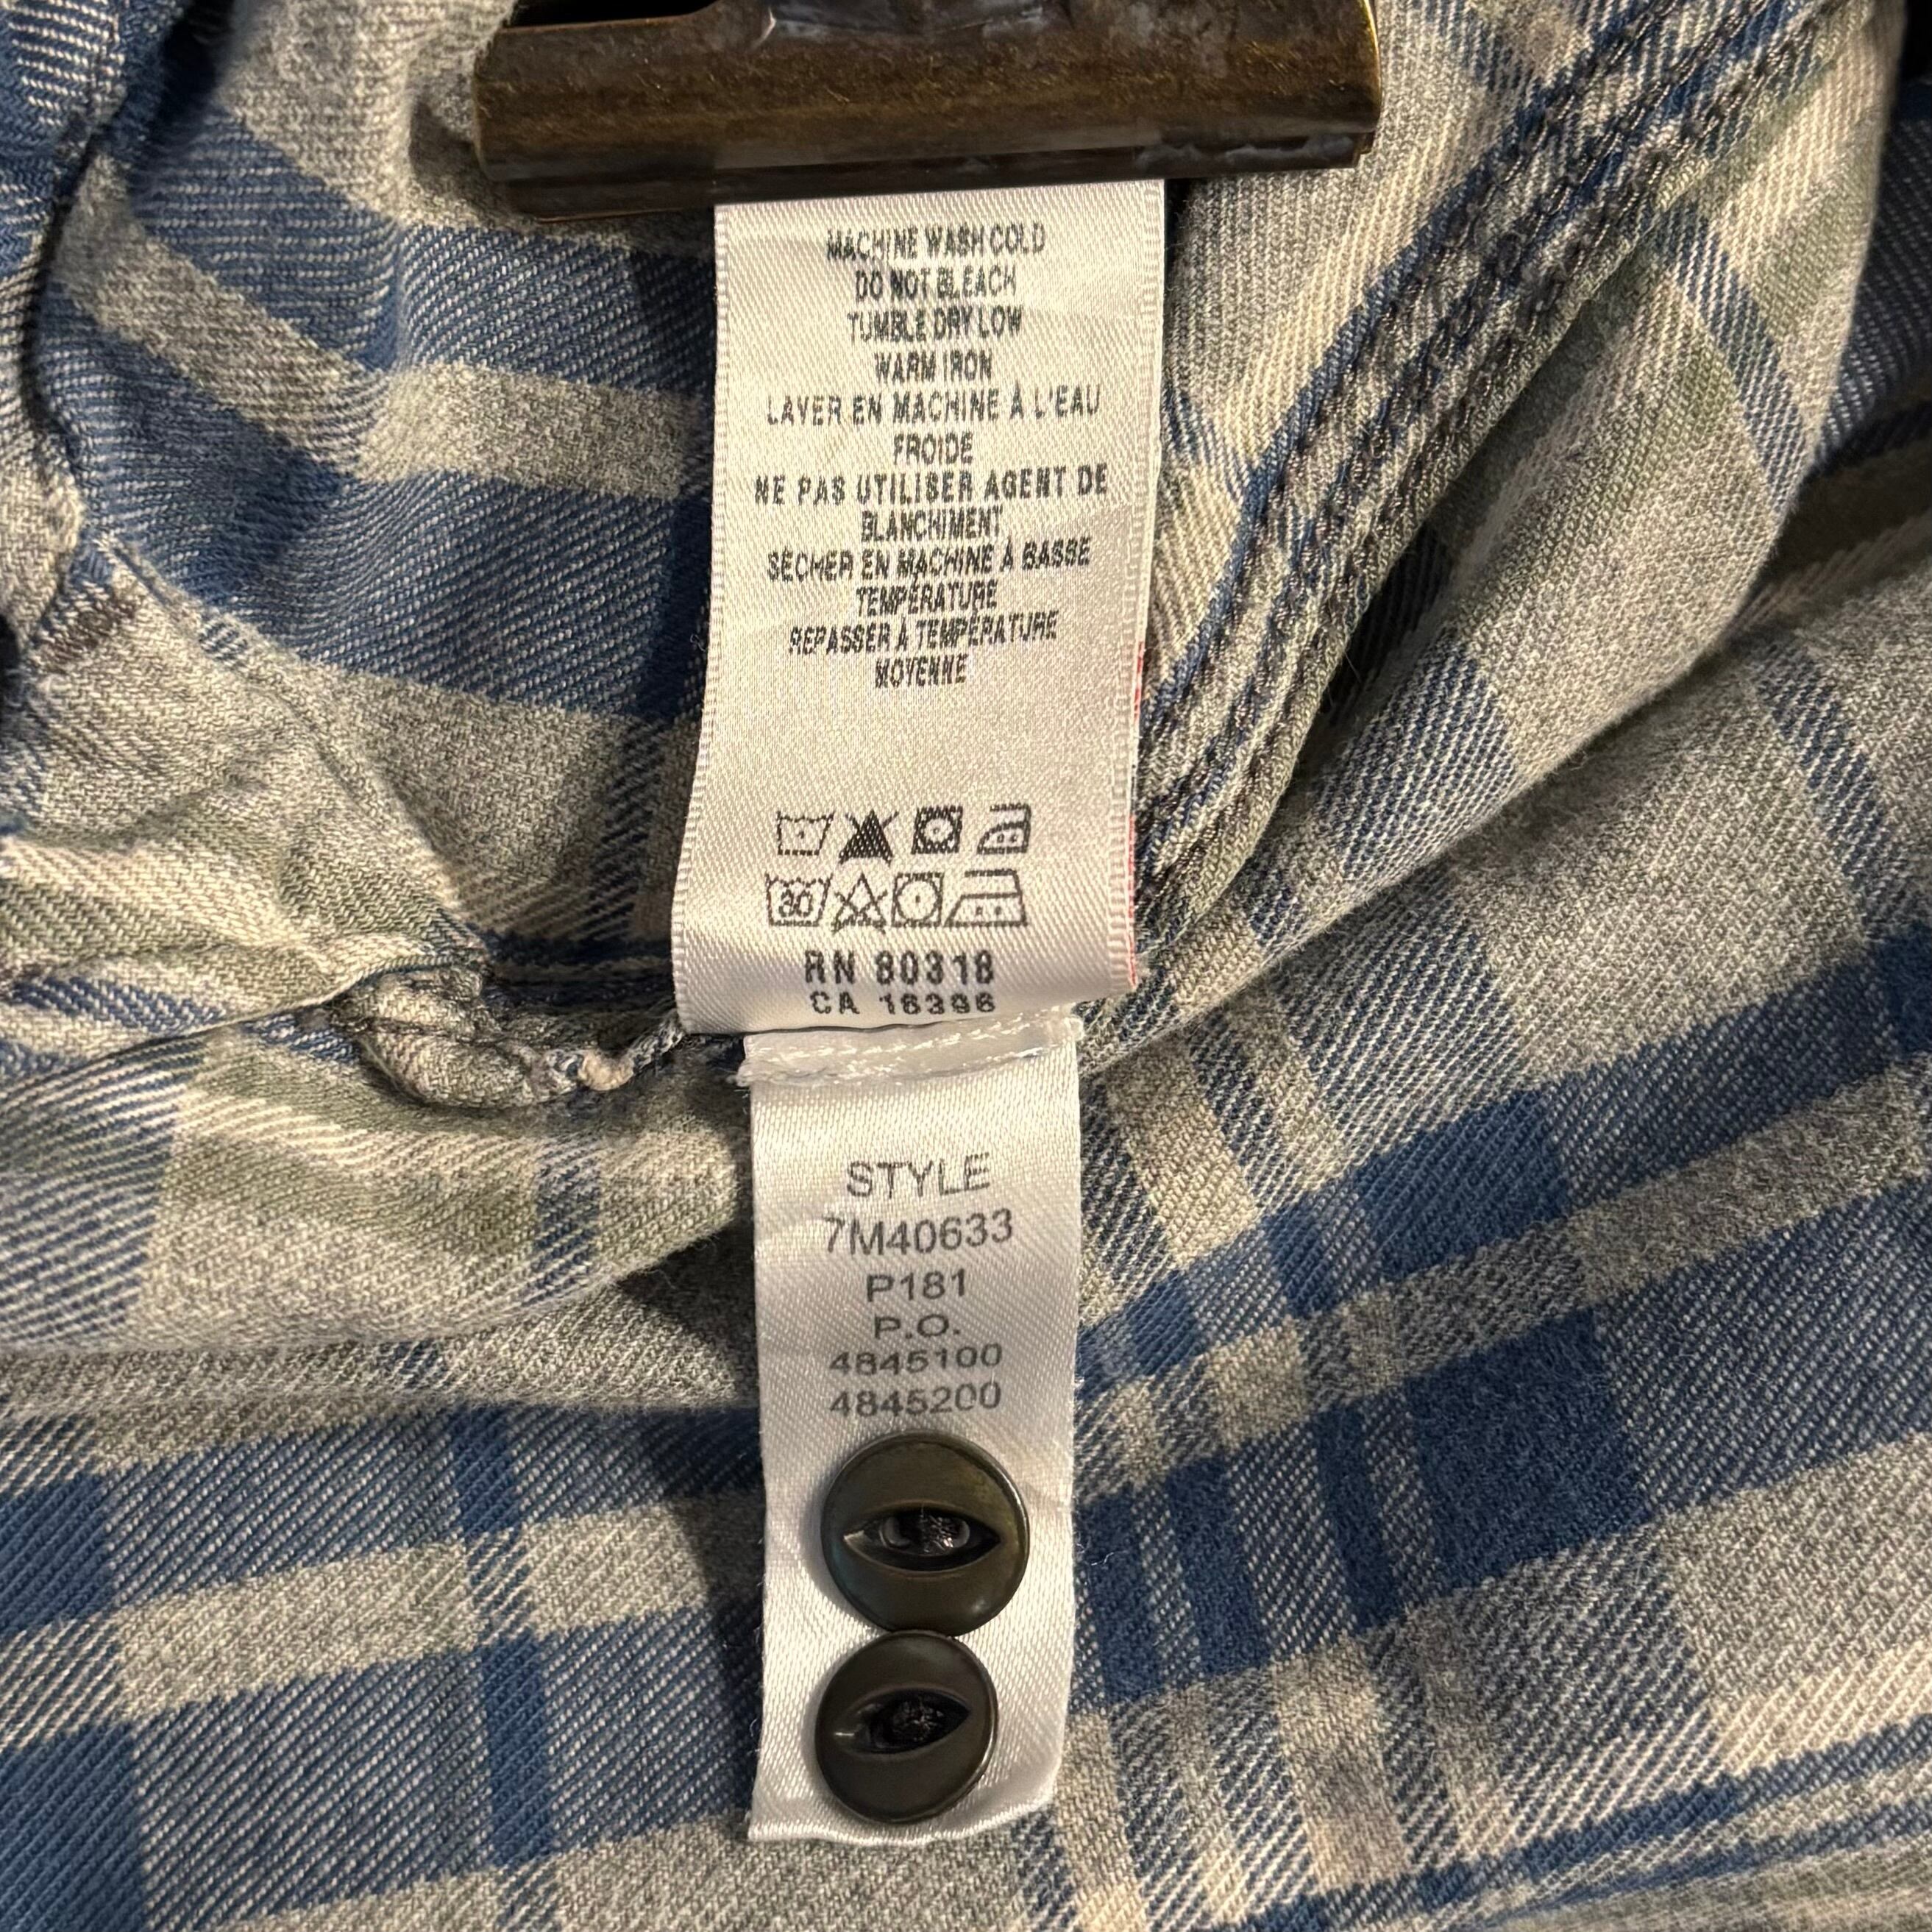 MACHINE WASH COLD
DO NOT BLEACH
TUMBLE DRY LOW
WARM IRON
LAVER EN MACHINE À L'EAU
FROIDE
NE PAS UTILISER AGENT DE
BLANCHIMENT
SÉCHER EN MACHINE À BASSE
TEMPÉRATURE
REPASSER À TEMPÉRATURE
MOYENNE
30
RN 80318
CA 16396
STYLE
7M40633
P181
P.O.
4845100
4845200